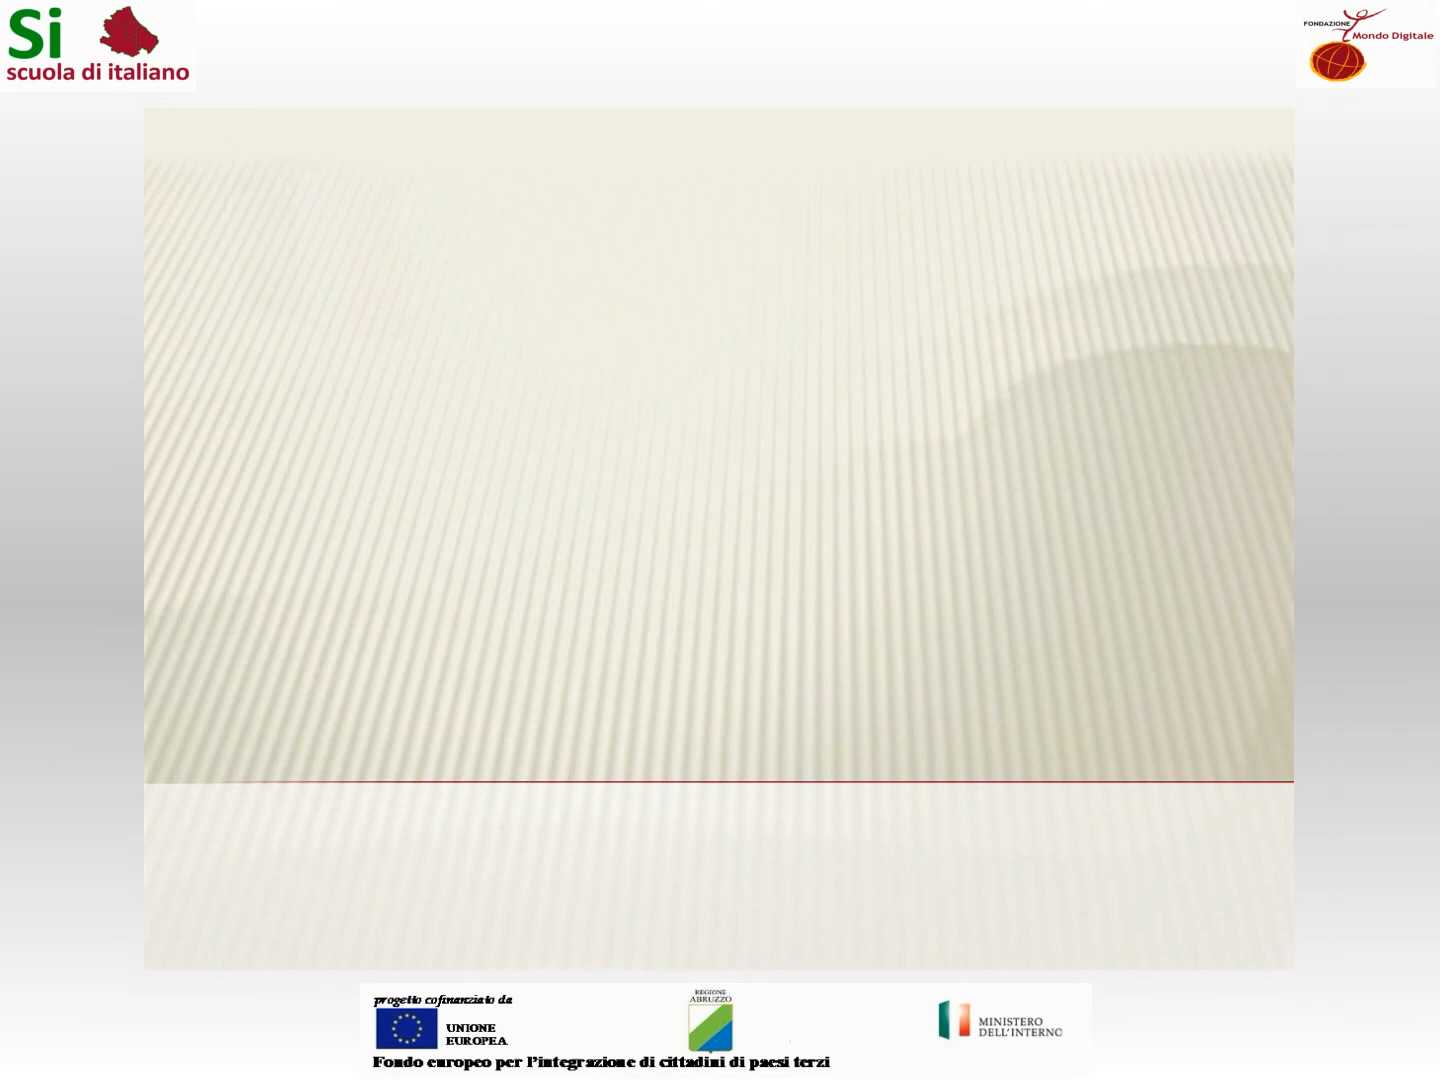 Si
scuola di italiano
FONDAZIONE
Mondo Digitale
progetto cofinanziato da
UNIONE
EUROPEA
Fondo europeo per l'integrazione di cittadini di paesi terzi
REGIONE
ABRUZZO
MINISTERO
DELL'INTERNO